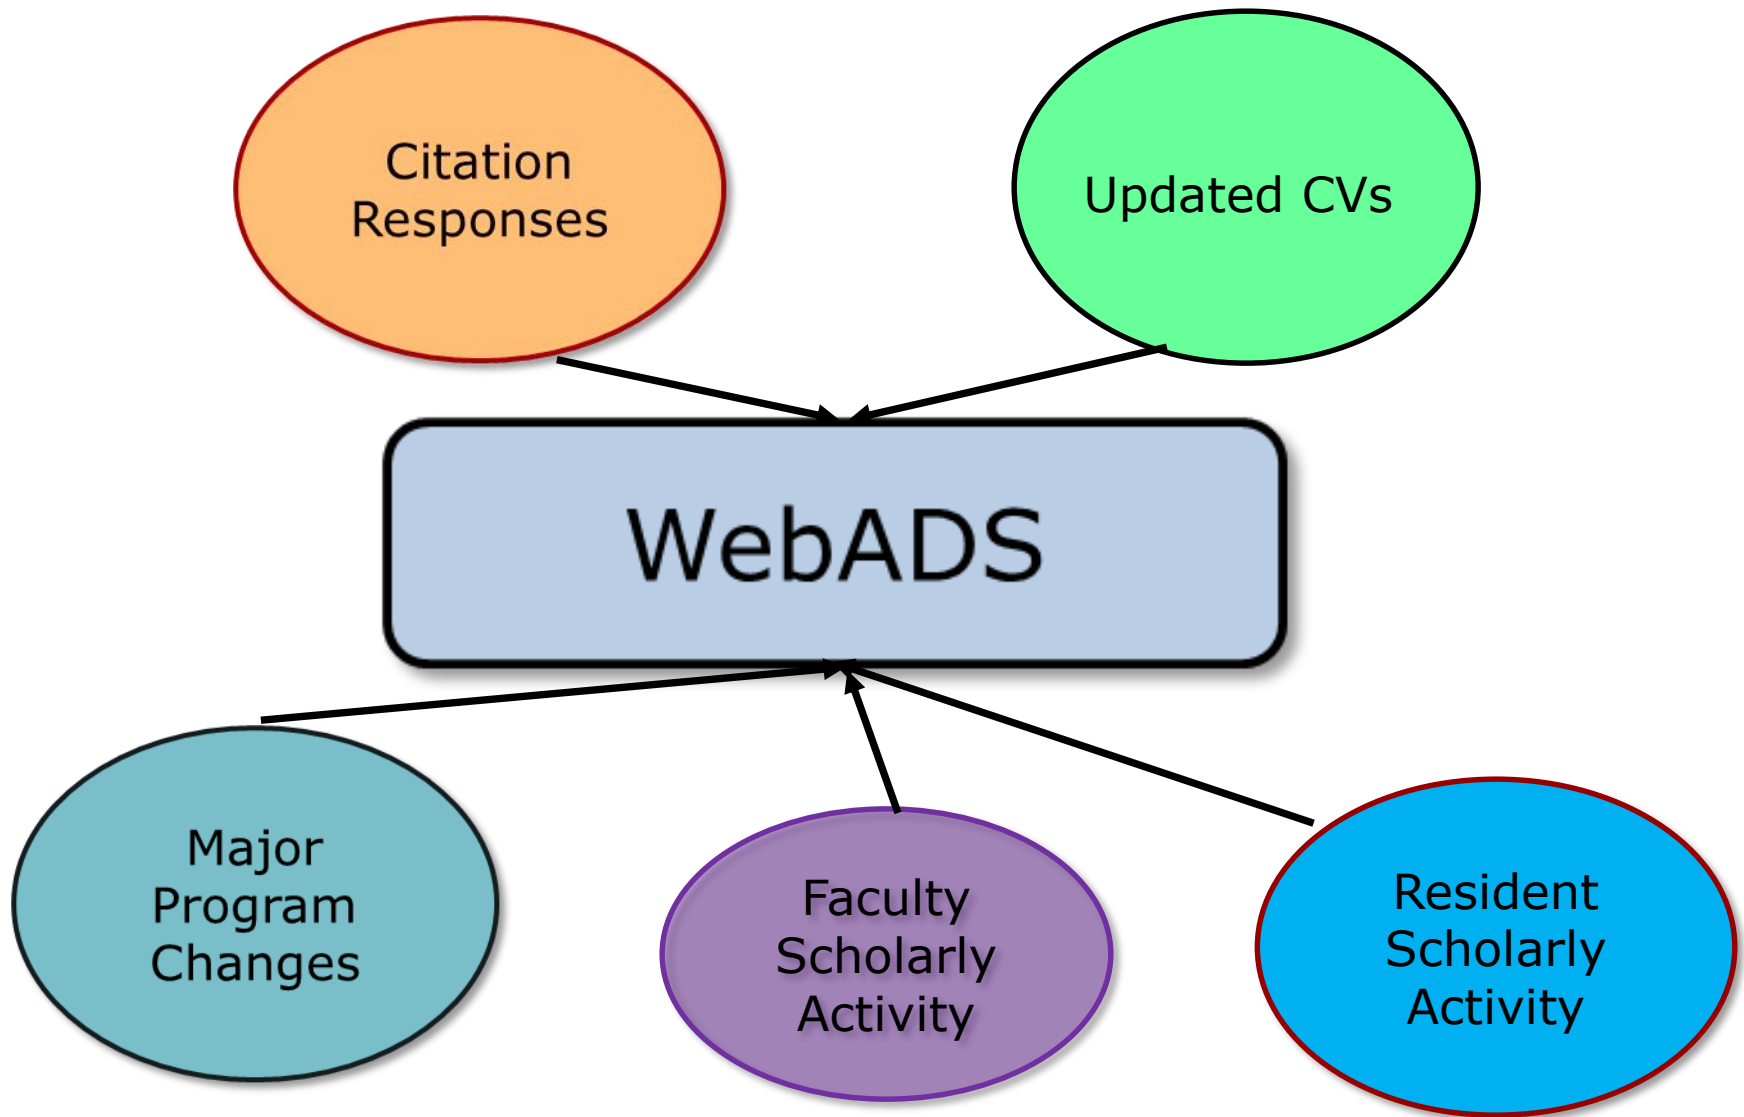 Citation
Responses
Updated CVs
WebADS
Major
Program
Changes
Faculty
Scholarly
Activity
Resident
Scholarly
Activity